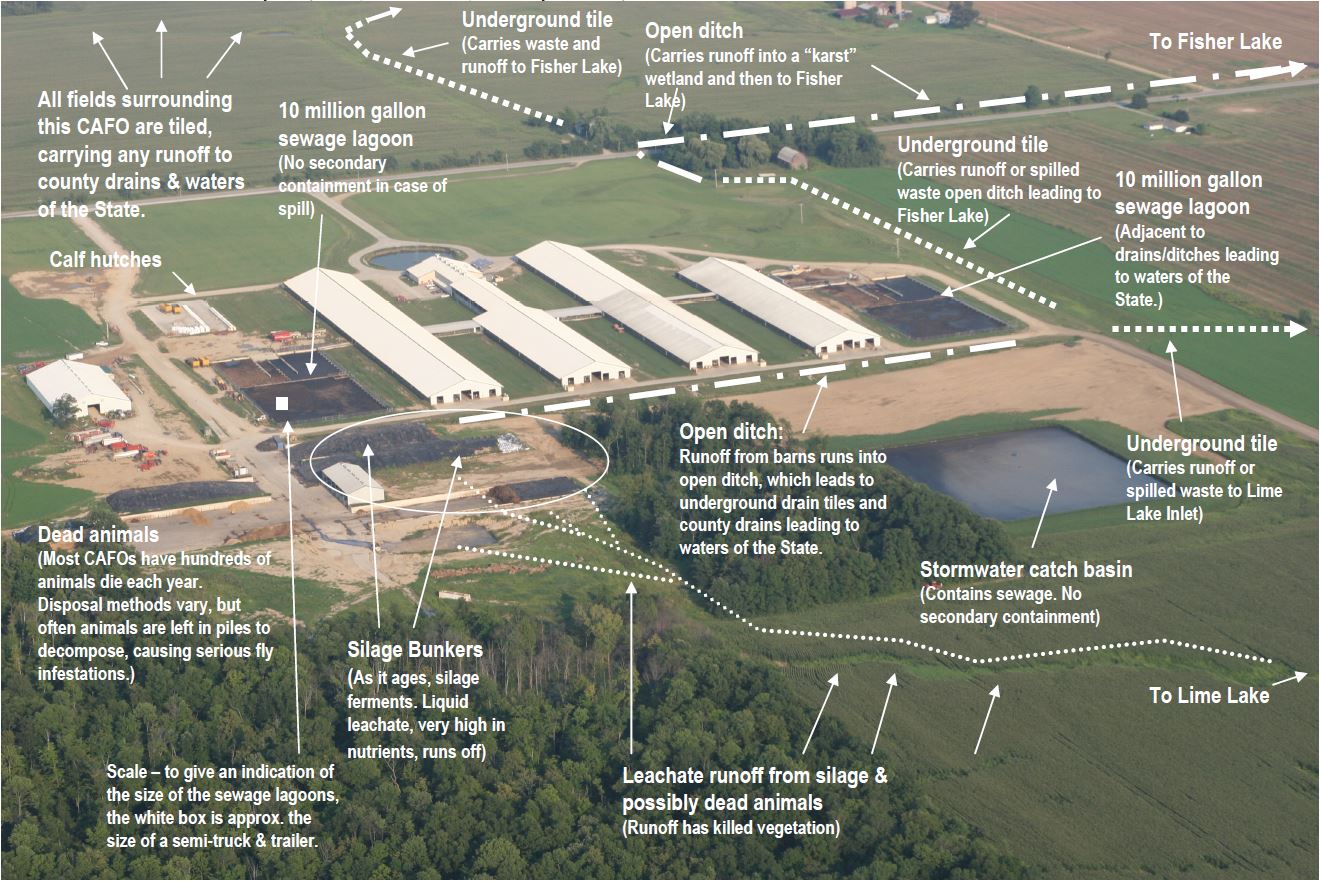 Underground tile
(Carries waste and
runoff to Fisher Lake)
Open ditch
(Carries runoff into a “karst”
wetland and then to Fisher
Lake)
To Fisher Lake
All fields surrounding
this CAFO are tiled,
carrying any runoff to
county drains & waters
of the State.
10 million gallon
sewage lagoon
(No secondary
containment in case of
spill)
Underground tile
(Carries runoff or spilled
waste open ditch leading to
Fisher Lake)
10 million gallon
sewage lagoon
(Adjacent to
drains/ditches leading
to waters of the
State.)
Calf hutches
Open ditch:
Runoff from barns runs into
open ditch, which leads to
underground drain tiles and
county drains leading to
waters of the State.
Underground tile
(Carries runoff or
spilled waste to Lime
Lake Inlet)
Dead animals
(Most CAFOs have hundreds of
animals die each year.
Disposal methods vary, but
often animals are left in piles to
decompose, causing serious fly
infestations.)
Stormwater catch basin
(Contains sewage. No
secondary containment)
Silage Bunkers
(As it ages, silage
ferments. Liquid
leachate, very high in
nutrients, runs off)
To Lime Lake
Scale – to give an indication of
the size of the sewage lagoons,
the white box is approx. the
size of a semi-truck & trailer.
Leachate runoff from silage &
possibly dead animals
(Runoff has killed vegetation)